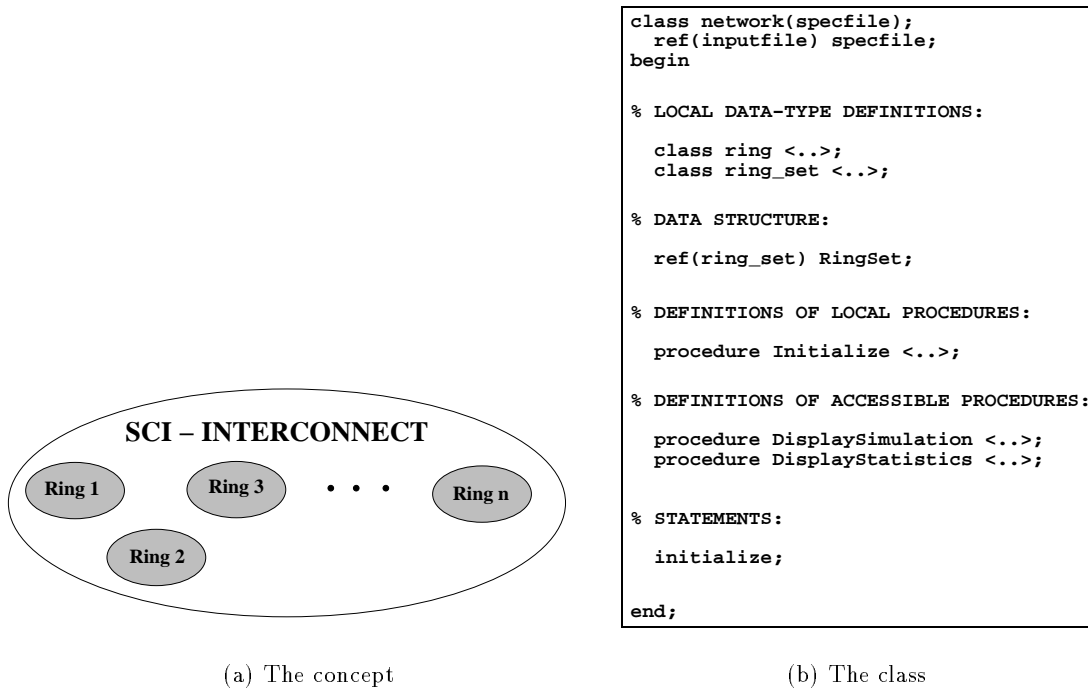 SCI – INTERCONNECT
Ring 1
Ring 3
• • •
Ring n
Ring 2
(a) The concept
class network(specfile);
ref(inputfile) specfile;
begin
% LOCAL DATA–TYPE DEFINITIONS:
class ring <..>;
class ring_set <..>;
% DATA STRUCTURE:
ref(ring_set) RingSet;
% DEFINITIONS OF LOCAL PROCEDURES:
procedure Initialize <..>;
% DEFINITIONS OF ACCESSIBLE PROCEDURES:
procedure DisplaySimulation <..>;
procedure DisplayStatistics <..>;
% STATEMENTS:
initialize;
end;
(b) The class